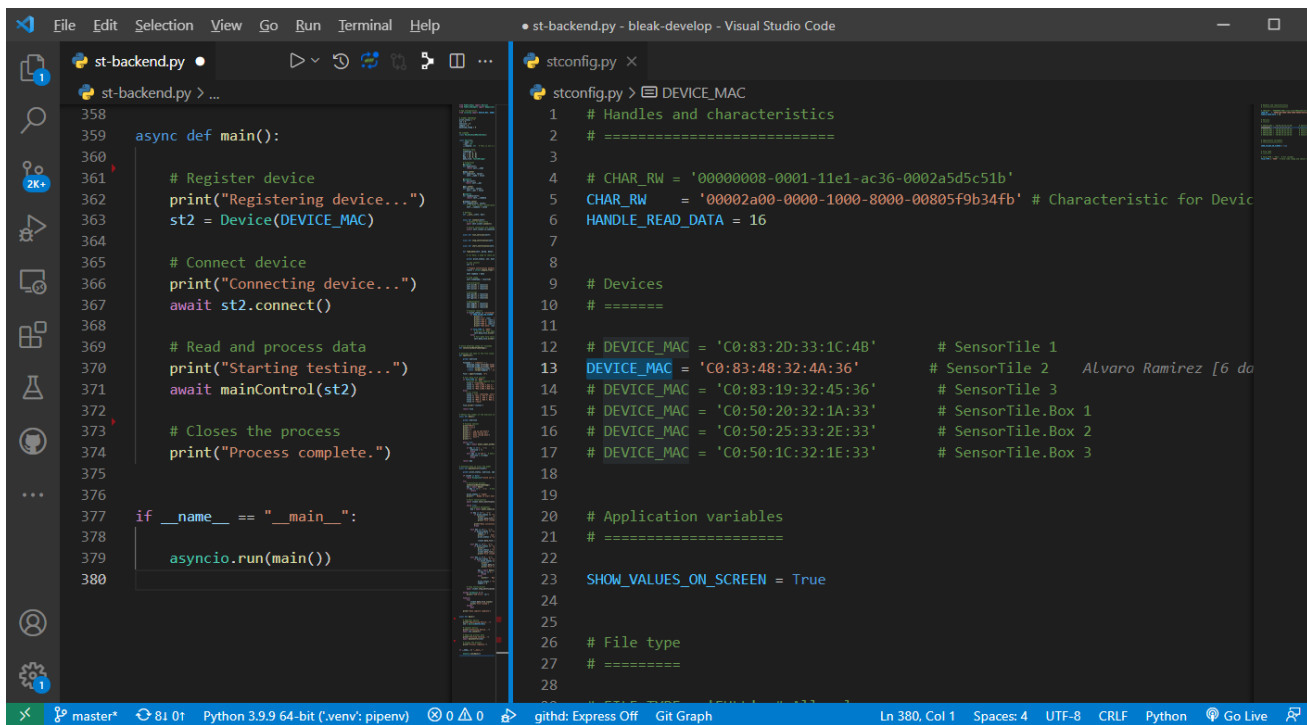 File Edit Selection View Go Run Terminal Help
● st-backend.py - bleak-develop - Visual Studio Code
st-backend.py ●
st-backend.py > ...
358
359 async def main():
360
361 # Register device
362 print("Registering device...")
363 st2 = Device(DEVICE_MAC)
364
365 # Connect device
366 print("Connecting device...")
367 await st2.connect()
368
369 # Read and process data
370 print("Starting testing...")
371 await mainControl(st2)
372
373 # Closes the process
374 print("Process complete.")
375
376
377 if __name__ == "__main__":
378
379 asyncio.run(main())
380
stconfig.py ×
stconfig.py > DEVICE_MAC
1 # Handles and characteristics
2 # ===========================
3
4 # CHAR_RW = '00000008-0001-11e1-ac36-0002a5d5c51b'
5 CHAR_RW = '00002a00-0000-1000-8000-00805f9b34fb' # Characteristic for Devic
6 HANDLE_READ_DATA = 16
7
8
9 # Devices
10 # =======
11
12 # DEVICE_MAC = 'C0:83:2D:33:1C:4B' # SensorTile 1
13 DEVICE_MAC = 'C0:83:48:32:4A:36' # SensorTile 2 Alvaro Ramirez [6 da
14 # DEVICE_MAC = 'C0:83:19:32:45:36' # SensorTile 3
15 # DEVICE_MAC = 'C0:50:20:32:1A:33' # SensorTile.Box 1
16 # DEVICE_MAC = 'C0:50:25:33:2E:33' # SensorTile.Box 2
17 # DEVICE_MAC = 'C0:50:1C:32:1E:33' # SensorTile.Box 3
18
19
20 # Application variables
21 # =====================
22
23 SHOW_VALUES_ON_SCREEN = True
24
25
26 # File type
27 # =========
28
1
2K+
1
master* 8↓ 0↑ Python 3.9.9 64-bit ('.venv': pipenv) 0 0 githd: Express Off Git Graph Ln 380, Col 1 Spaces: 4 UTF-8 CRLF Python Go Live